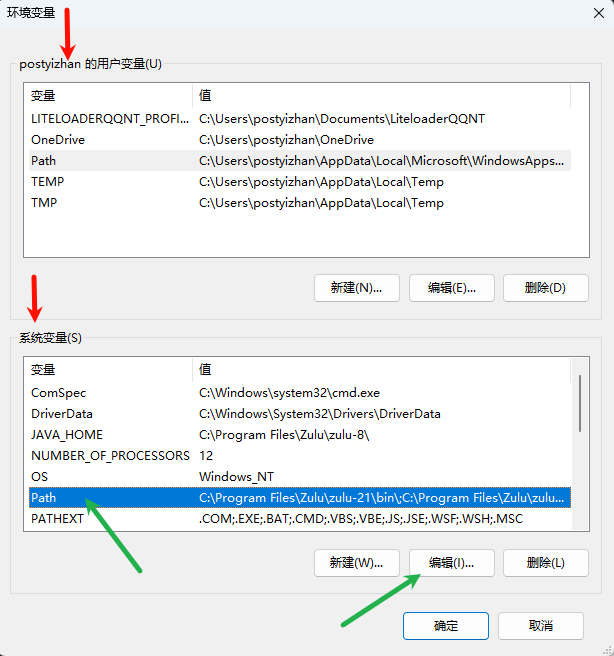 环境变量
postyizhan 的用户变量(U)
变量 值
LITELOADERQQNT_PROFI... C:\Users\postyizhan\Documents\LiteloaderQQNT
OneDrive C:\Users\postyizhan\OneDrive
Path C:\Users\postyizhan\AppData\Local\Microsoft\WindowsApps...
TEMP C:\Users\postyizhan\AppData\Local\Temp
TMP C:\Users\postyizhan\AppData\Local\Temp
新建(N)... 编辑(E)... 删除(D)
系统变量(S)
变量 值
ComSpec C:\Windows\system32\cmd.exe
DriverData C:\Windows\System32\Drivers\DriverData
JAVA_HOME C:\Program Files\Zulu\zulu-8\
NUMBER_OF_PROCESSORS 12
OS Windows_NT
Path C:\Program Files\Zulu\zulu-21\bin\;C:\Program Files\Zulu\zulu...
PATHEXT .COM;.EXE;.BAT;.CMD;.VBS;.VBE;.JS;.JSE;.WSF;.WSH;.MSC
新建(W)... 编辑(I)... 删除(L)
确定 取消